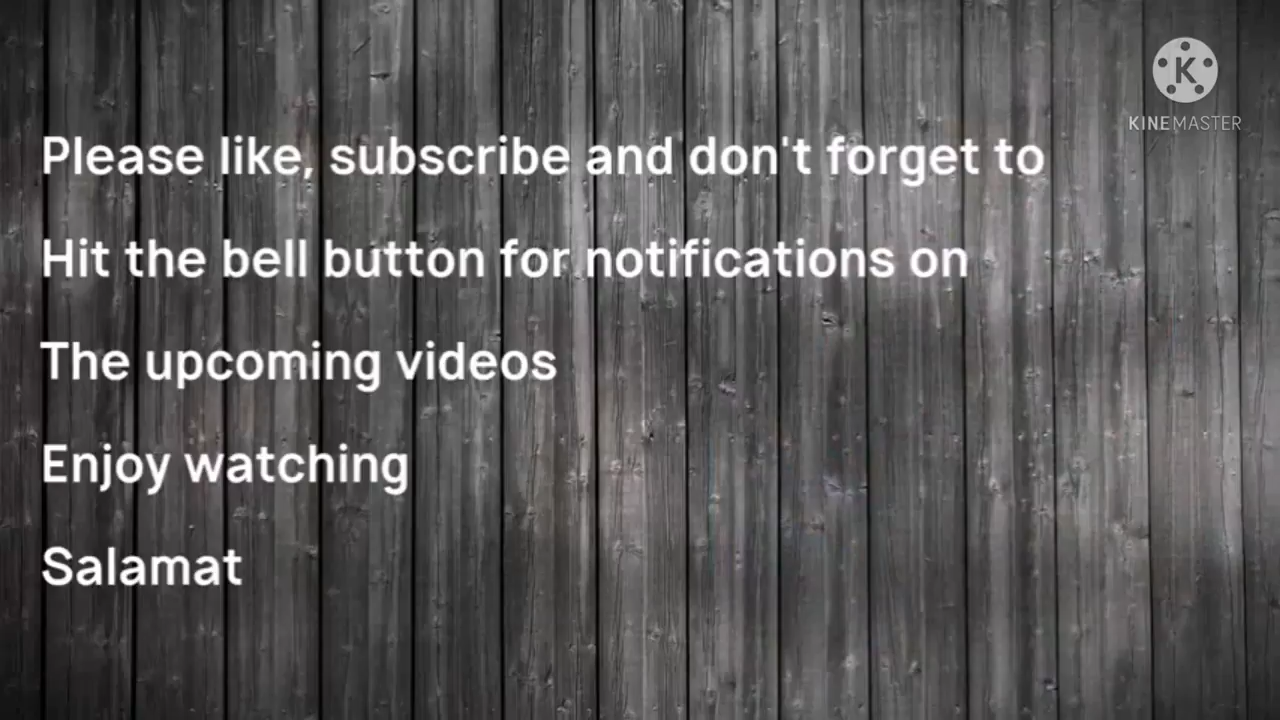 K
KINEMASTER
Please like, subscribe and don't forget to
Hit the bell button for notifications on
The upcoming videos
Enjoy watching
Salamat